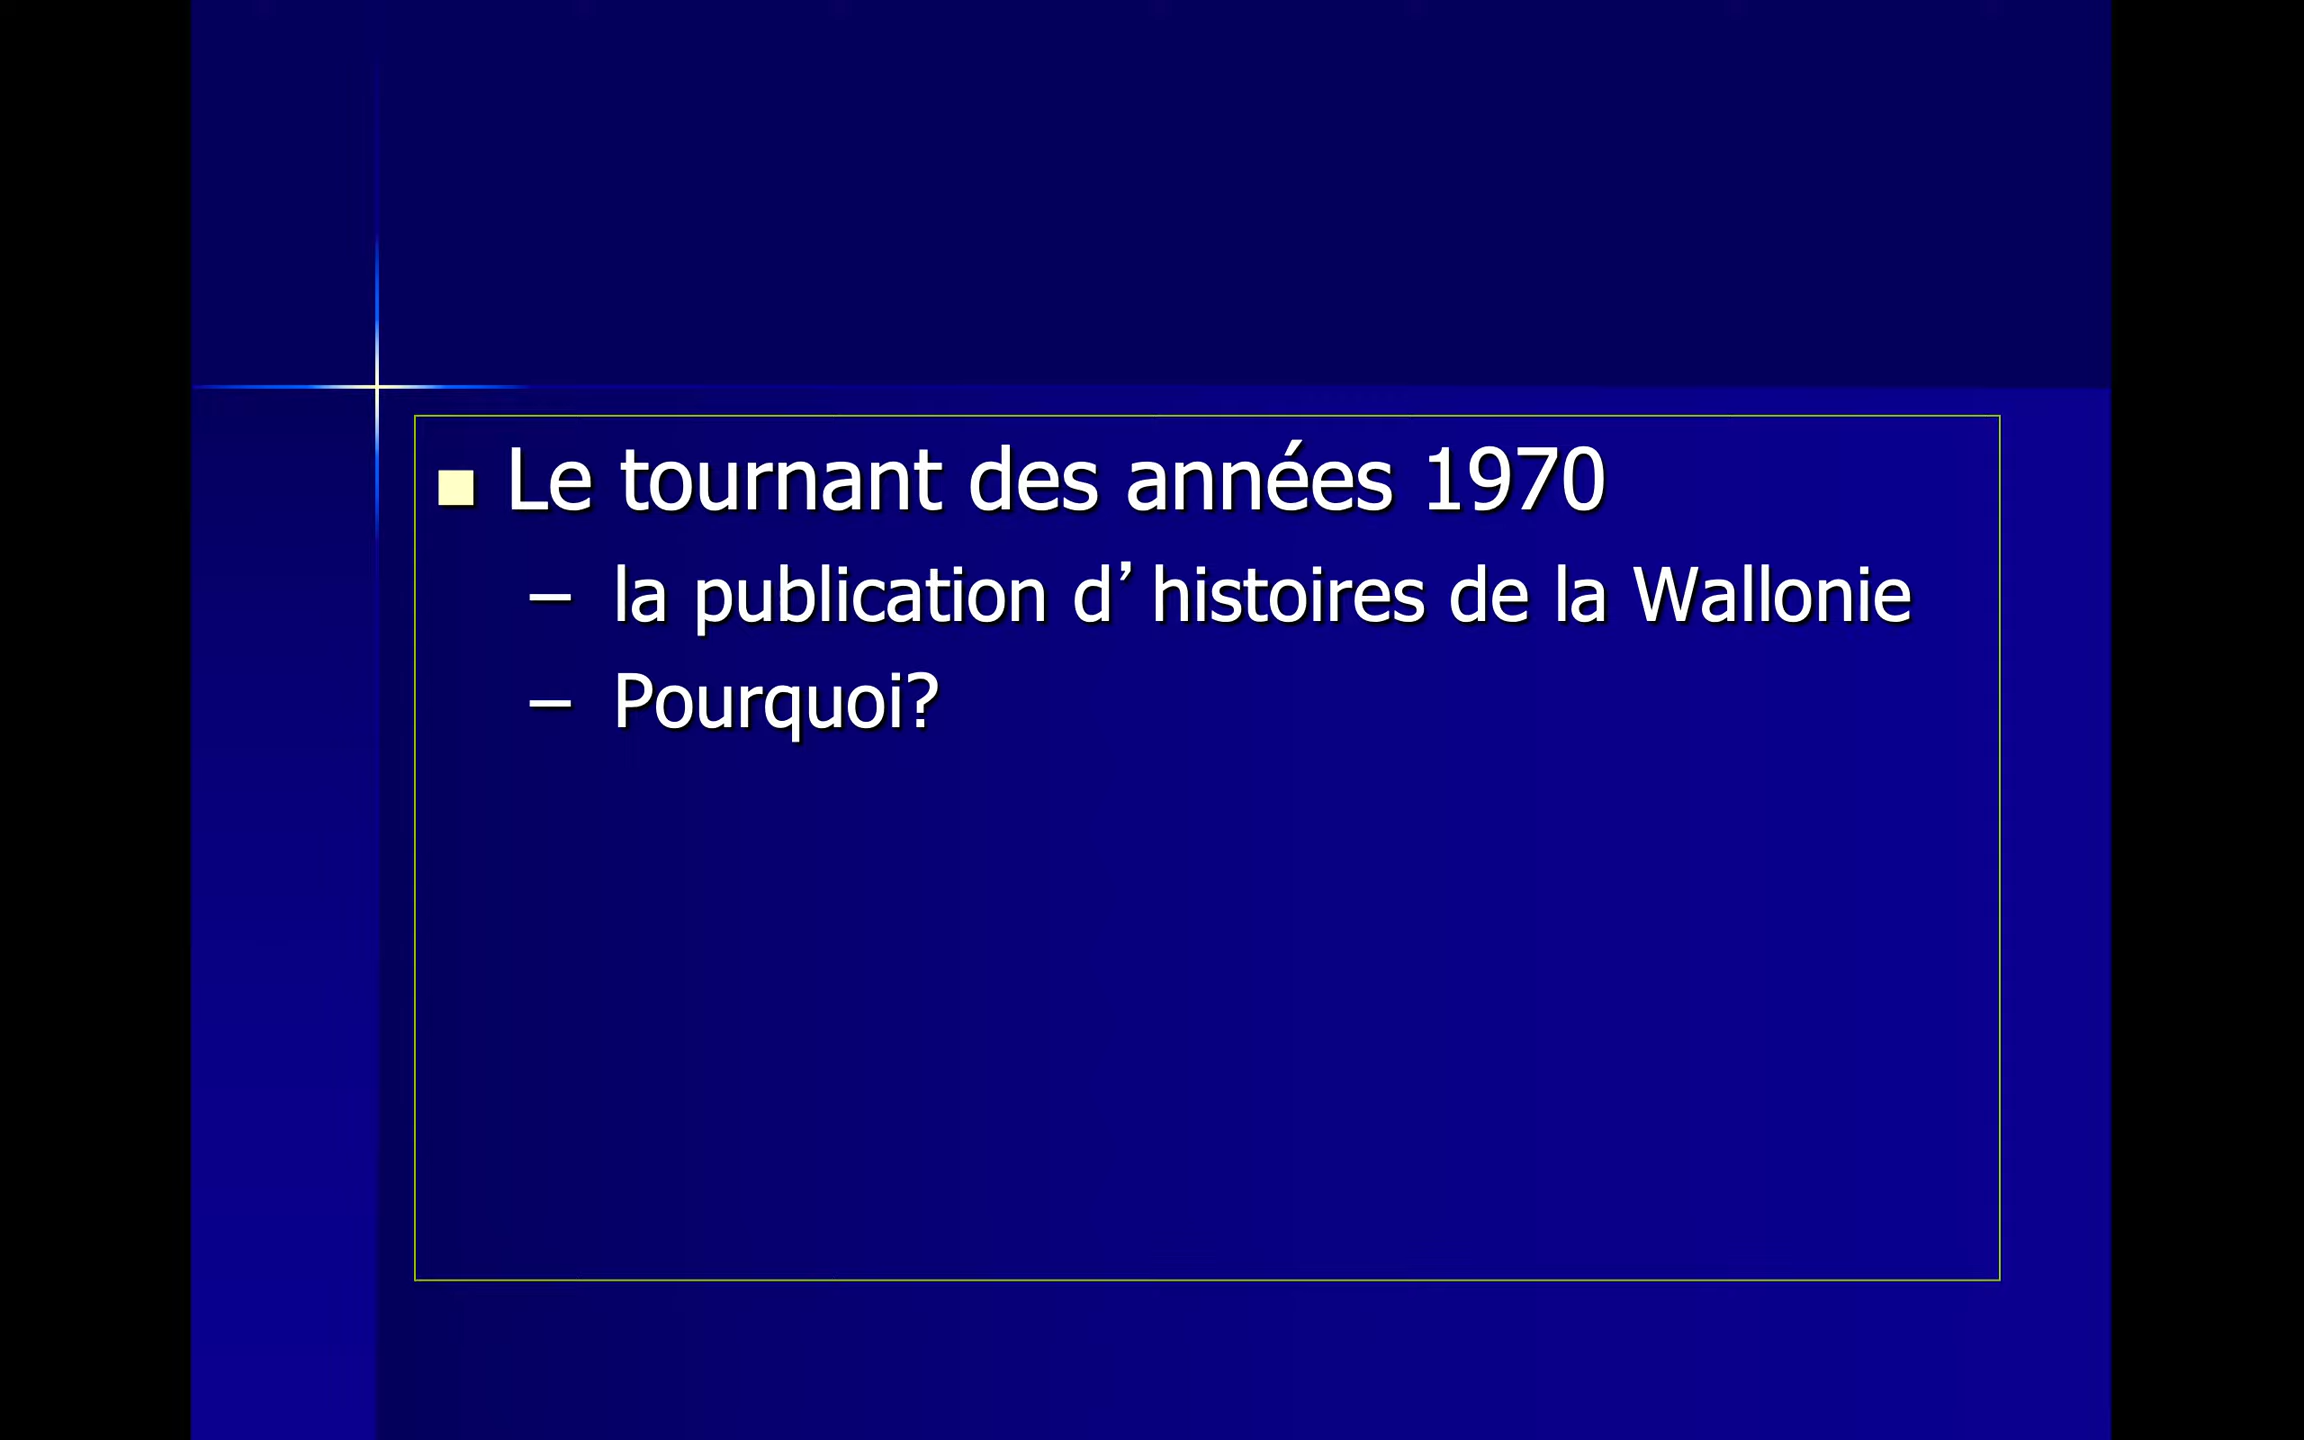 Le tournant des années 1970
– la publication d’ histoires de la Wallonie
– Pourquoi?